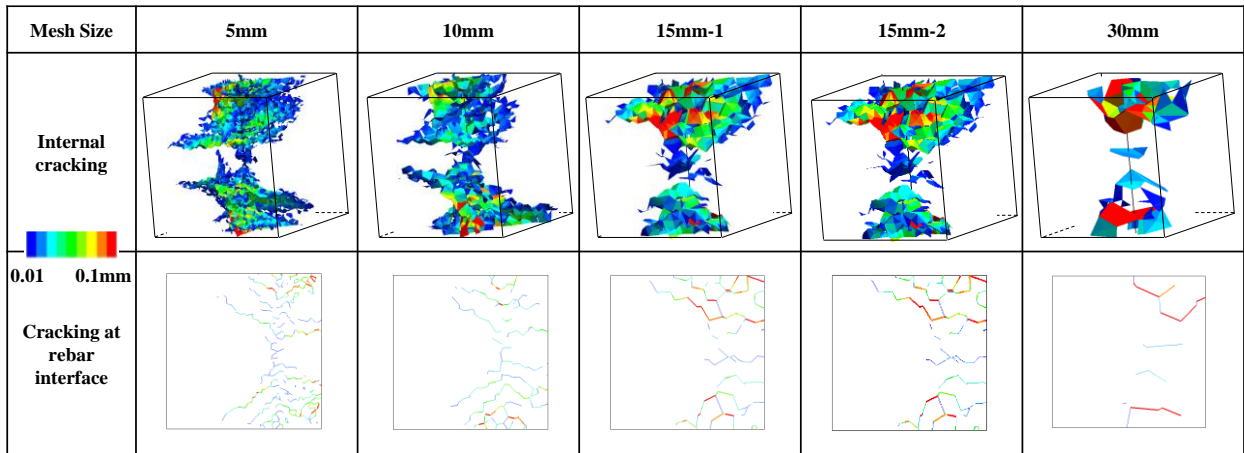 Mesh Size
5mm
10mm
15mm-1
15mm-2
30mm
Internal
cracking
0.01 0.1mm
Cracking at
rebar
interface